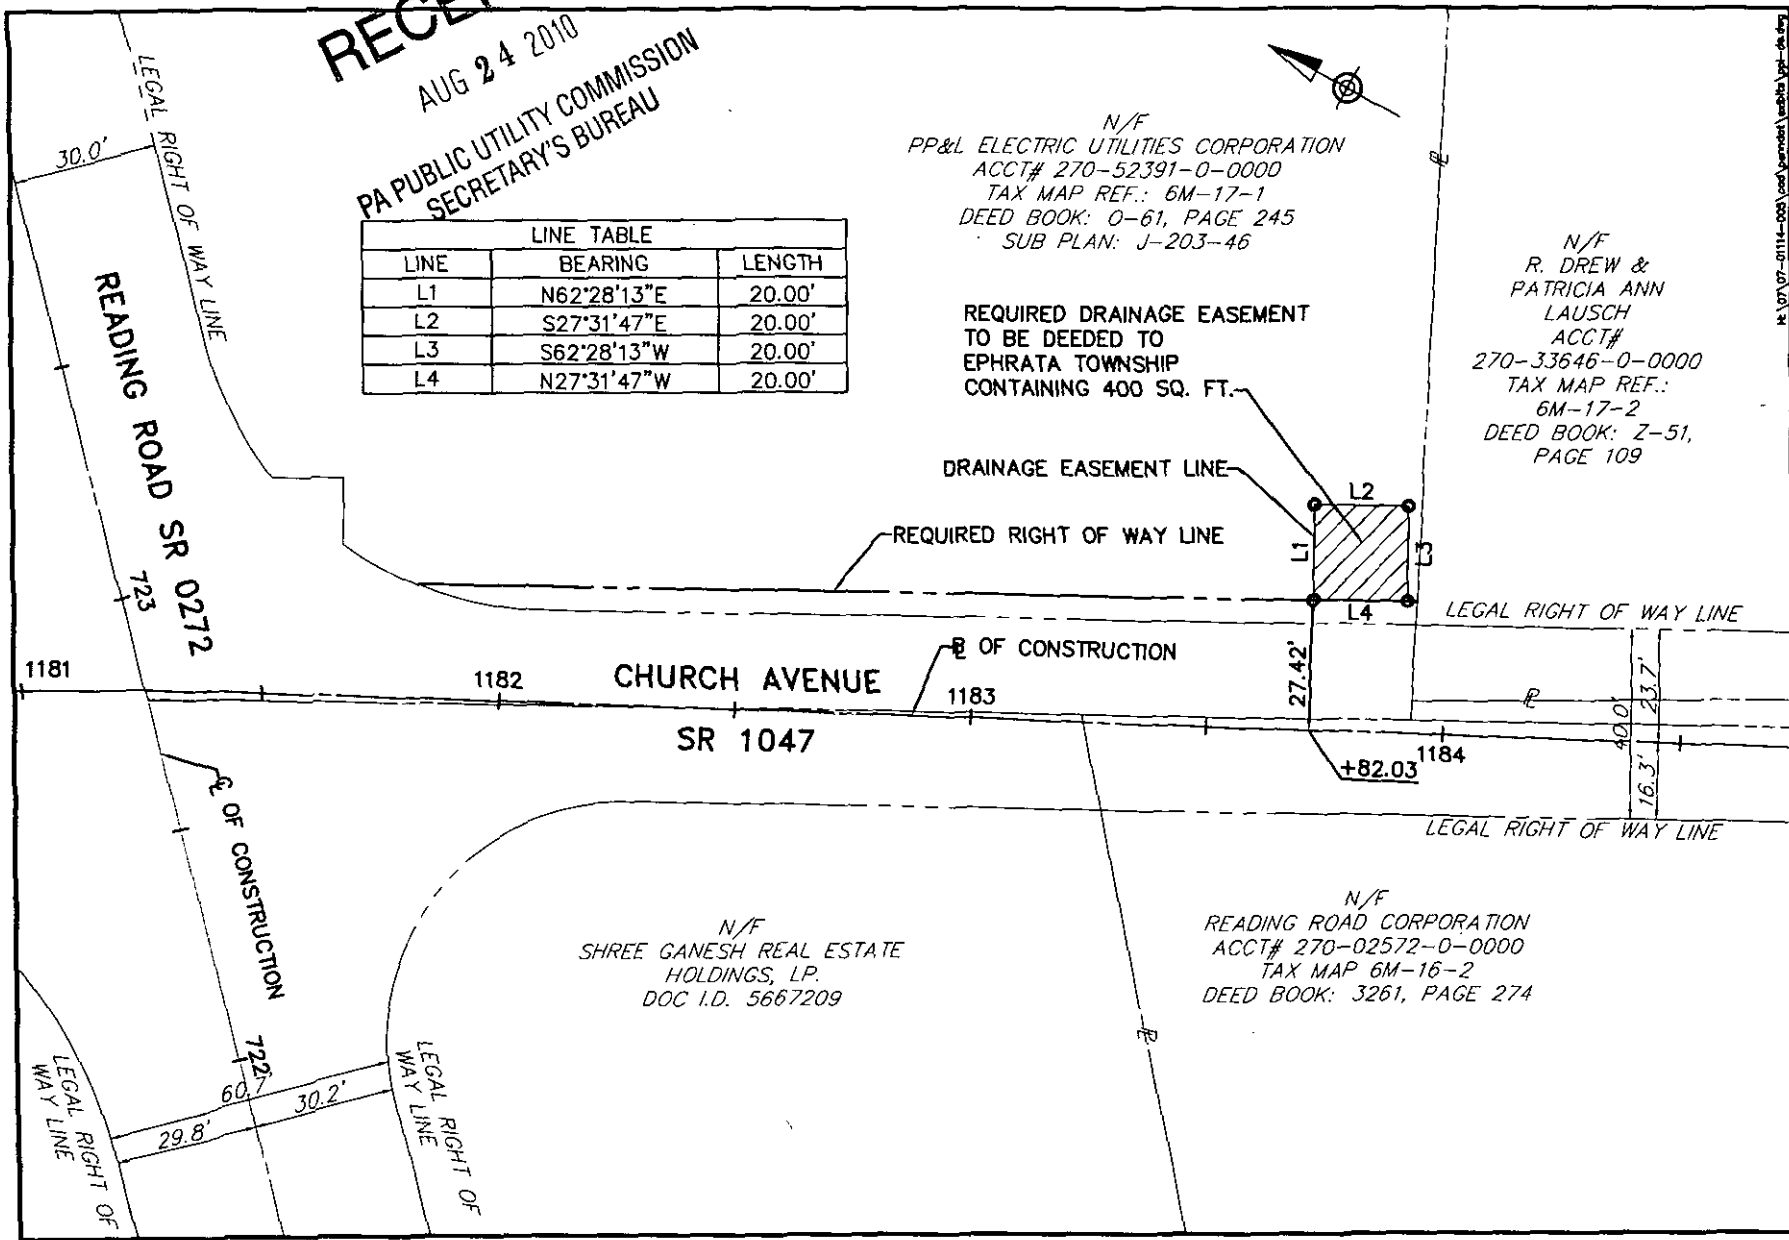 AUG 24 2010
PA PUBLIC UTILITY COMMISSION
SECRETARY'S BUREAU
LINE TABLE
LINE BEARING LENGTH
L1 N62°28'13"E 20.00'
L2 S27°31'47"E 20.00'
L3 S62°28'13"W 20.00'
L4 N27°31'47"W 20.00'
30.0'
LEGAL RIGHT OF WAY LINE
READING ROAD SR 0272
723
N/F
PP&L ELECTRIC UTILITIES CORPORATION
ACCT# 270-52391-0-0000
TAX MAP REF.: 6M-17-1
DEED BOOK: O-61, PAGE 245
SUB PLAN: J-203-46
N/F
R. DREW &
PATRICIA ANN
LAUSCH
ACCT#
270-33646-0-0000
TAX MAP REF.:
6M-17-2
DEED BOOK: Z-51,
PAGE 109
REQUIRED DRAINAGE EASEMENT
TO BE DEEDED TO
EPHRATA TOWNSHIP
CONTAINING 400 SQ. FT.
DRAINAGE EASEMENT LINE
REQUIRED RIGHT OF WAY LINE
L2
L1
L3
L4
LEGAL RIGHT OF WAY LINE
℄ OF CONSTRUCTION
27.42'
1181
1182
CHURCH AVENUE
1183
SR 1047
1184
+82.03
40.0'
23.7'
16.3'
LEGAL RIGHT OF WAY LINE
℄ OF CONSTRUCTION
722
60.7'
30.2'
29.8'
LEGAL RIGHT OF
WAY LINE
LEGAL RIGHT OF
WAY LINE
N/F
SHREE GANESH REAL ESTATE
HOLDINGS, LP.
DOC I.D. 5667209
N/F
READING ROAD CORPORATION
ACCT# 270-02572-0-0000
TAX MAP 6M-16-2
DEED BOOK: 3261, PAGE 274